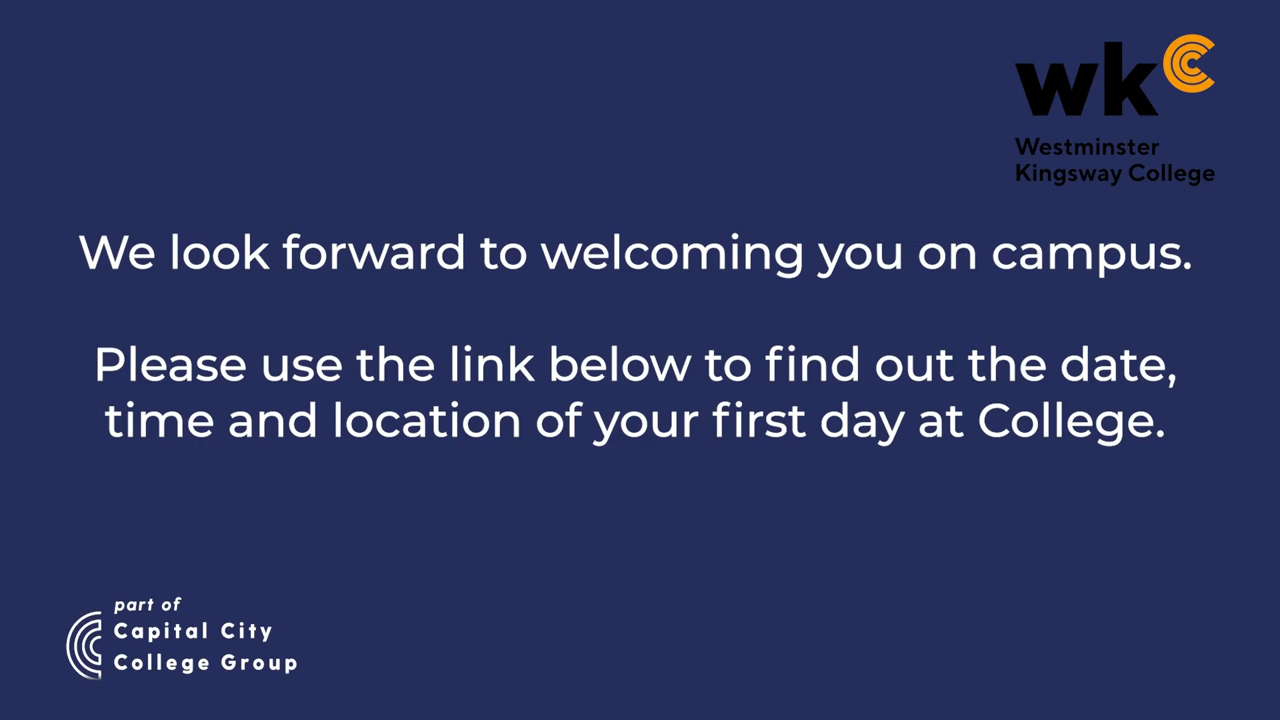 wkc
Westminster
Kingsway College
We look forward to welcoming you on campus.
Please use the link below to find out the date,
time and location of your first day at College.
part of
Capital City
College Group